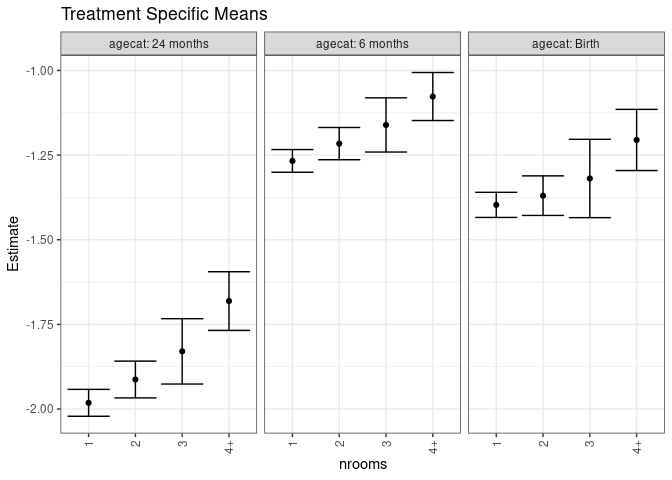 Treatment Specific Means
agecat: 24 months
agecat: 6 months
agecat: Birth
-1.00
-1.25
-1.50
-1.75
-2.00
Estimate
1
2
3
4+
1
2
3
4+
1
2
3
4+
nrooms